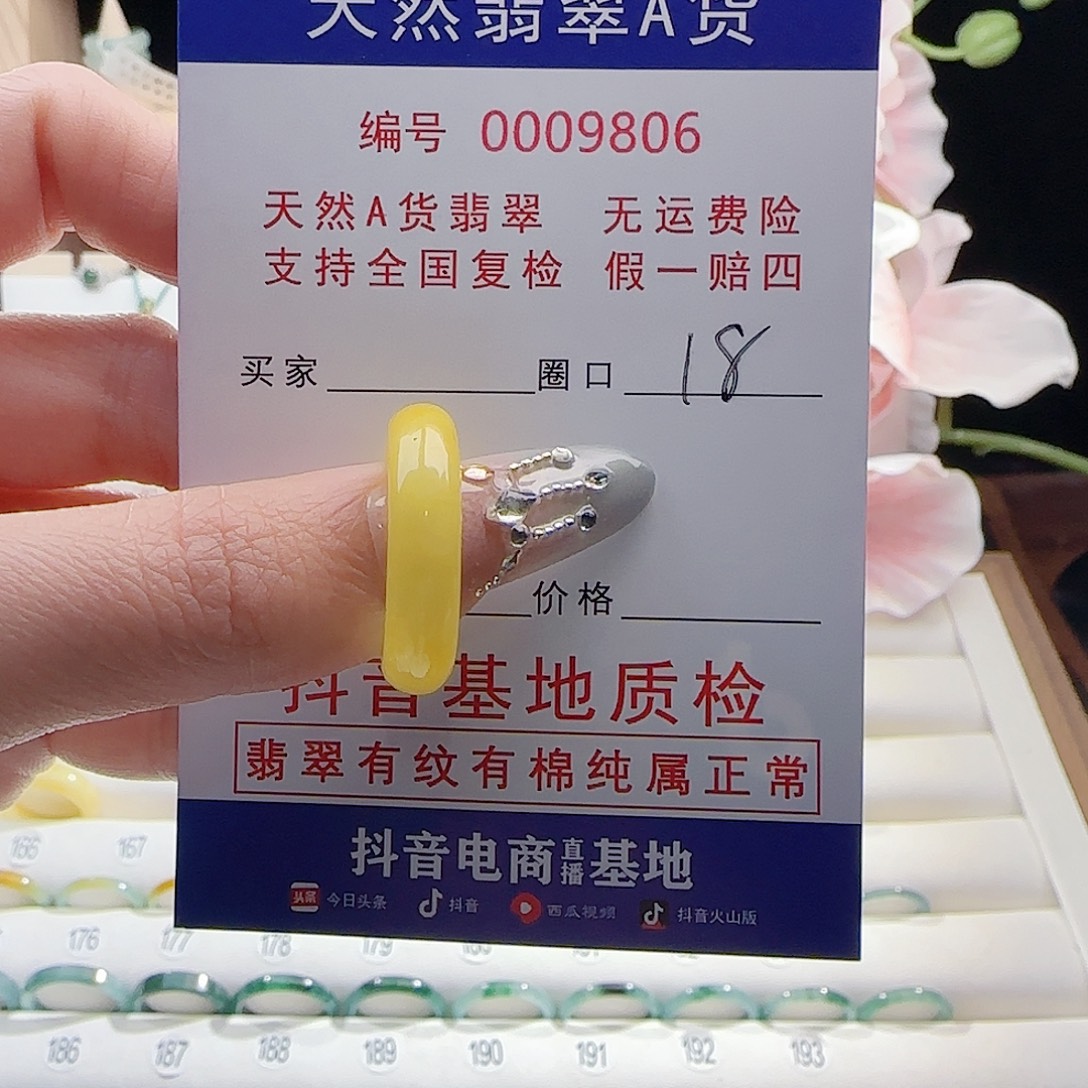 天然翡翠A货
编号 0009806
天然A货翡翠 无运费险
支持全国复检 假一赔四
买家 圈口 18
价格
抖音基地质检
翡翠有纹有棉纯属正常
抖音电商直播基地
头条 今日头条 抖音 西瓜视频 抖音火山版
166 167
176 177 178 179
186 187 188 189 190 191 192 193